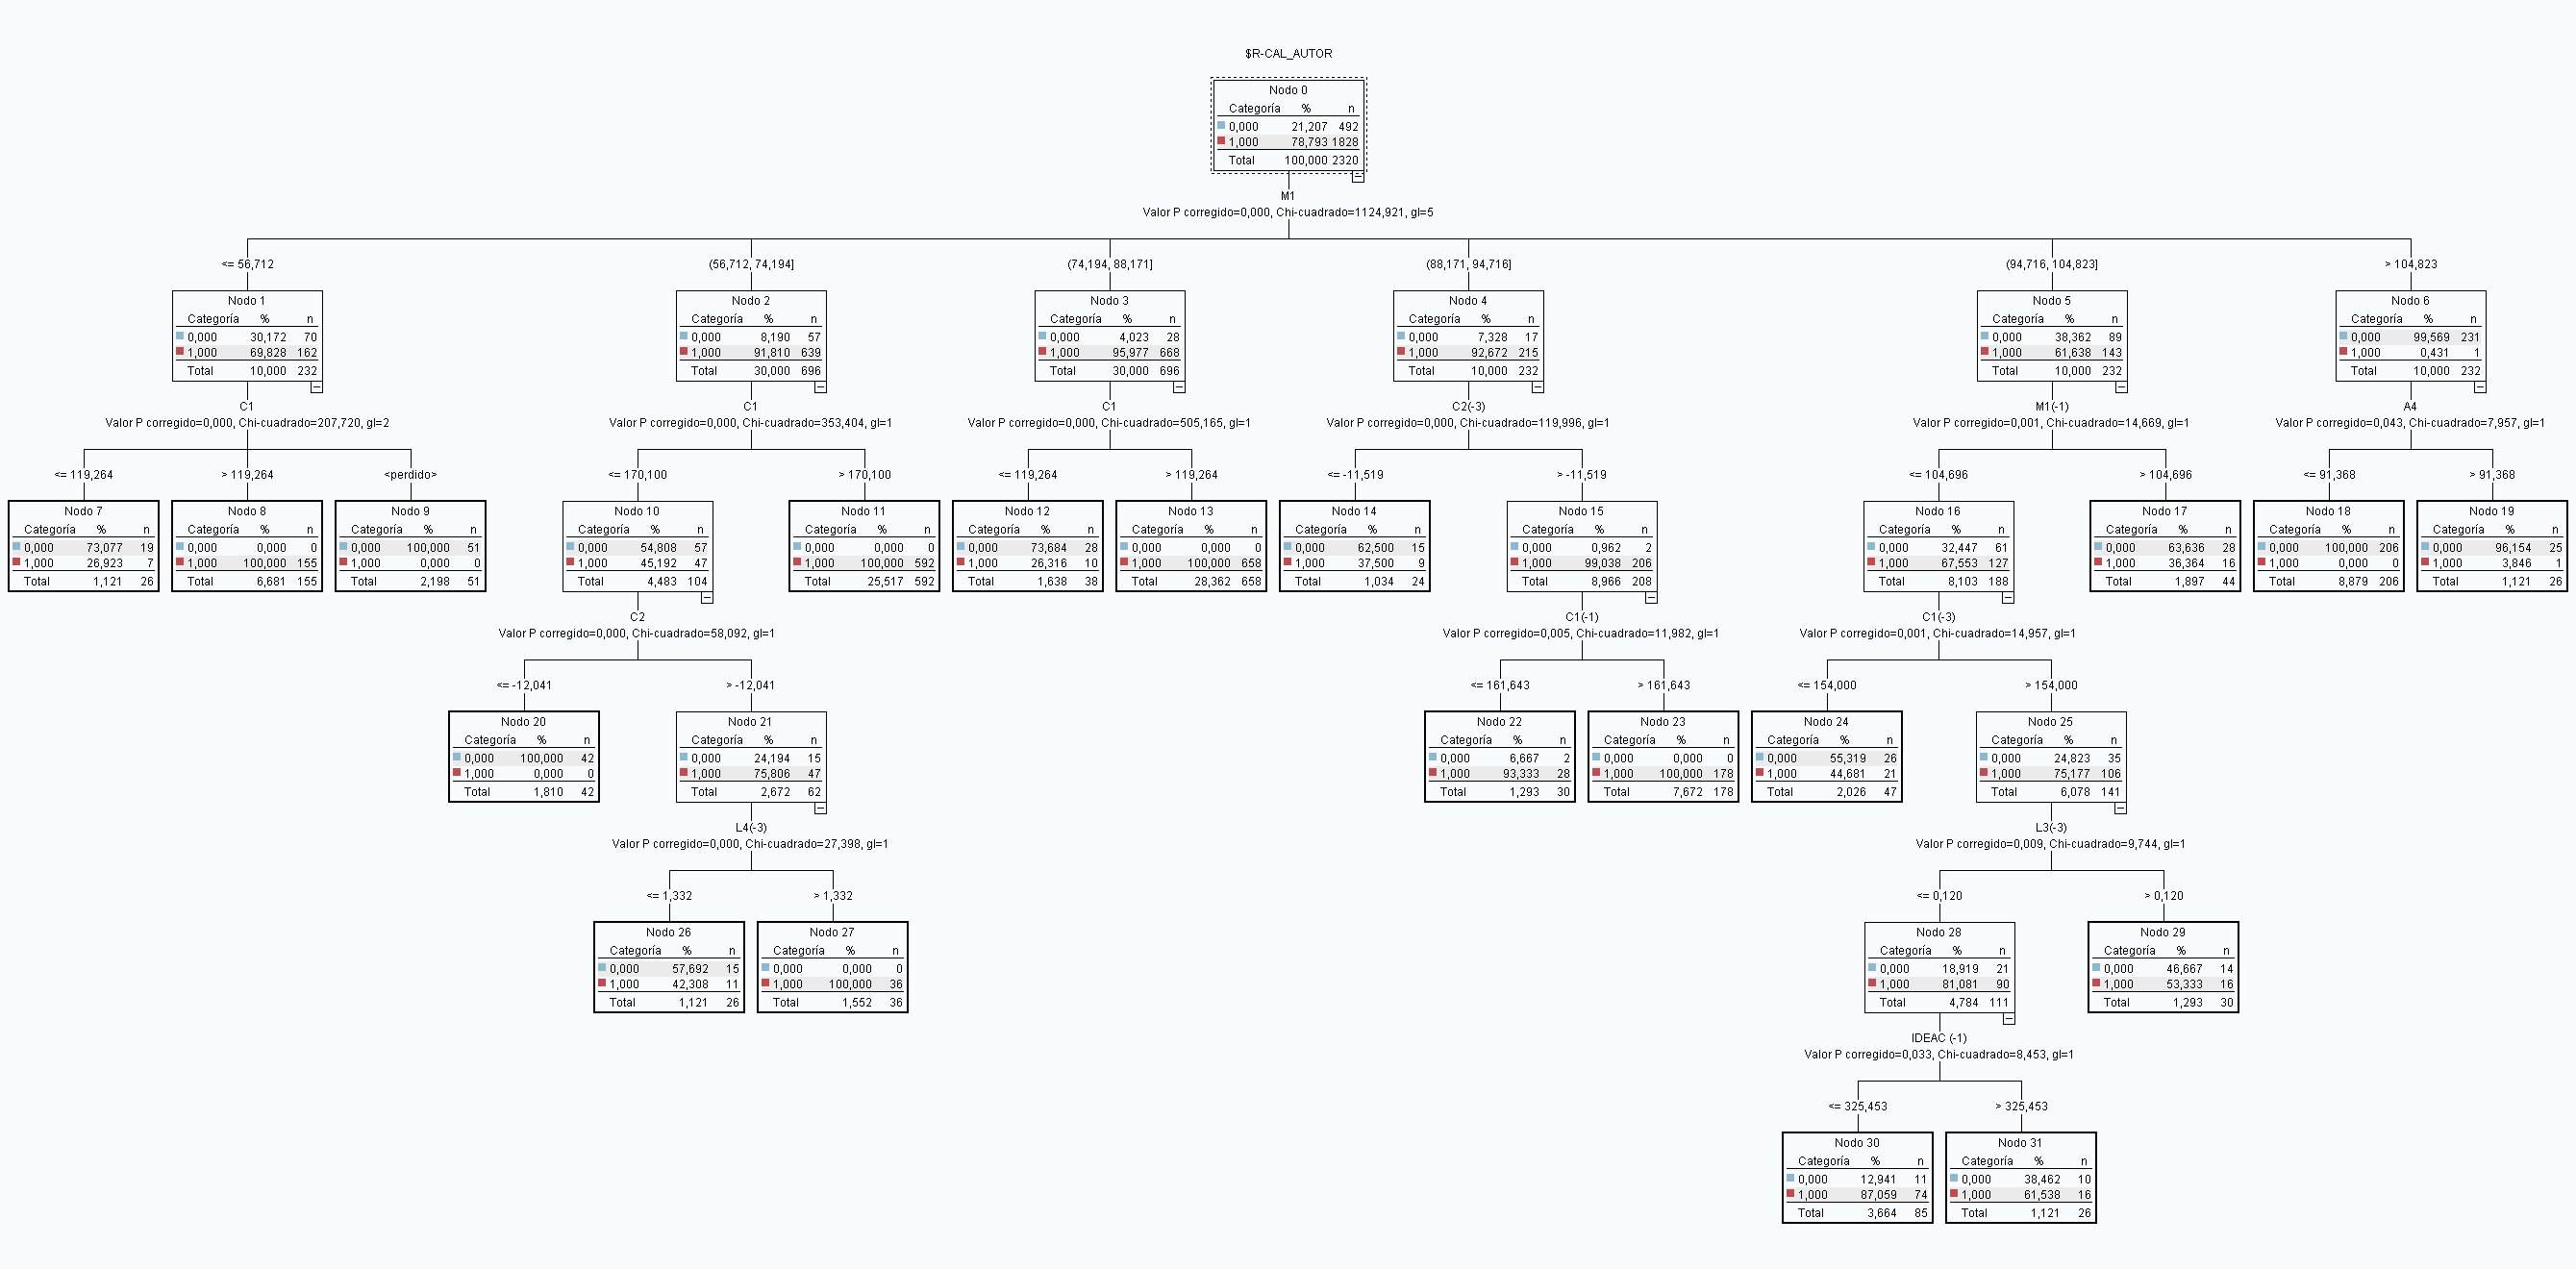 $R-CAL_AUTOR
Nodo 0
Categoría % n
0,000 21,207 492
1,000 78,793 1828
Total 100,000 2320
M1
Valor P corregido=0,000, Chi-cuadrado=1124,921, gl=5
<= 56,712
(56,712, 74,194]
(74,194, 88,171]
(88,171, 94,716]
(94,716, 104,823]
> 104,823
Nodo 1
Categoría % n
0,000 30,172 70
1,000 69,828 162
Total 10,000 232
Nodo 2
Categoría % n
0,000 8,190 57
1,000 91,810 639
Total 30,000 696
Nodo 3
Categoría % n
0,000 4,023 28
1,000 95,977 668
Total 30,000 696
Nodo 4
Categoría % n
0,000 7,328 17
1,000 92,672 215
Total 10,000 232
Nodo 5
Categoría % n
0,000 38,362 89
1,000 61,638 143
Total 10,000 232
Nodo 6
Categoría % n
0,000 99,569 231
1,000 0,431 1
Total 10,000 232
C1
Valor P corregido=0,000, Chi-cuadrado=207,720, gl=2
C1
Valor P corregido=0,000, Chi-cuadrado=353,404, gl=1
C1
Valor P corregido=0,000, Chi-cuadrado=505,165, gl=1
C2(-3)
Valor P corregido=0,000, Chi-cuadrado=119,996, gl=1
M1(-1)
Valor P corregido=0,001, Chi-cuadrado=14,669, gl=1
A4
Valor P corregido=0,043, Chi-cuadrado=7,957, gl=1
<= 119,264
> 119,264
<perdido>
<= 170,100
> 170,100
<= 119,264
> 119,264
<= -11,519
> -11,519
<= 104,696
> 104,696
<= 91,368
> 91,368
Nodo 7
Categoría % n
0,000 73,077 19
1,000 26,923 7
Total 1,121 26
Nodo 8
Categoría % n
0,000 0,000 0
1,000 100,000 155
Total 6,681 155
Nodo 9
Categoría % n
0,000 100,000 51
1,000 0,000 0
Total 2,198 51
Nodo 10
Categoría % n
0,000 54,808 57
1,000 45,192 47
Total 4,483 104
Nodo 11
Categoría % n
0,000 0,000 0
1,000 100,000 592
Total 25,517 592
Nodo 12
Categoría % n
0,000 73,684 28
1,000 26,316 10
Total 1,638 38
Nodo 13
Categoría % n
0,000 0,000 0
1,000 100,000 658
Total 28,362 658
Nodo 14
Categoría % n
0,000 62,500 15
1,000 37,500 9
Total 1,034 24
Nodo 15
Categoría % n
0,000 0,962 2
1,000 99,038 206
Total 8,966 208
Nodo 16
Categoría % n
0,000 32,447 61
1,000 67,553 127
Total 8,103 188
Nodo 17
Categoría % n
0,000 63,636 28
1,000 36,364 16
Total 1,897 44
Nodo 18
Categoría % n
0,000 100,000 206
1,000 0,000 0
Total 8,879 206
Nodo 19
Categoría % n
0,000 96,154 25
1,000 3,846 1
Total 1,121 26
C2
Valor P corregido=0,000, Chi-cuadrado=58,092, gl=1
C1(-1)
Valor P corregido=0,005, Chi-cuadrado=11,982, gl=1
C1(-3)
Valor P corregido=0,001, Chi-cuadrado=14,957, gl=1
<= -12,041
> -12,041
<= 161,643
> 161,643
<= 154,000
> 154,000
Nodo 20
Categoría % n
0,000 100,000 42
1,000 0,000 0
Total 1,810 42
Nodo 21
Categoría % n
0,000 24,194 15
1,000 75,806 47
Total 2,672 62
Nodo 22
Categoría % n
0,000 6,667 2
1,000 93,333 28
Total 1,293 30
Nodo 23
Categoría % n
0,000 0,000 0
1,000 100,000 178
Total 7,672 178
Nodo 24
Categoría % n
0,000 55,319 26
1,000 44,681 21
Total 2,026 47
Nodo 25
Categoría % n
0,000 24,823 35
1,000 75,177 106
Total 6,078 141
L4(-3)
Valor P corregido=0,000, Chi-cuadrado=27,398, gl=1
L3(-3)
Valor P corregido=0,009, Chi-cuadrado=9,744, gl=1
<= 1,332
> 1,332
<= 0,120
> 0,120
Nodo 26
Categoría % n
0,000 57,692 15
1,000 42,308 11
Total 1,121 26
Nodo 27
Categoría % n
0,000 0,000 0
1,000 100,000 36
Total 1,552 36
Nodo 28
Categoría % n
0,000 18,919 21
1,000 81,081 90
Total 4,784 111
Nodo 29
Categoría % n
0,000 46,667 14
1,000 53,333 16
Total 1,293 30
IDEAC (-1)
Valor P corregido=0,033, Chi-cuadrado=8,453, gl=1
<= 325,453
> 325,453
Nodo 30
Categoría % n
0,000 12,941 11
1,000 87,059 74
Total 3,664 85
Nodo 31
Categoría % n
0,000 38,462 10
1,000 61,538 16
Total 1,121 26